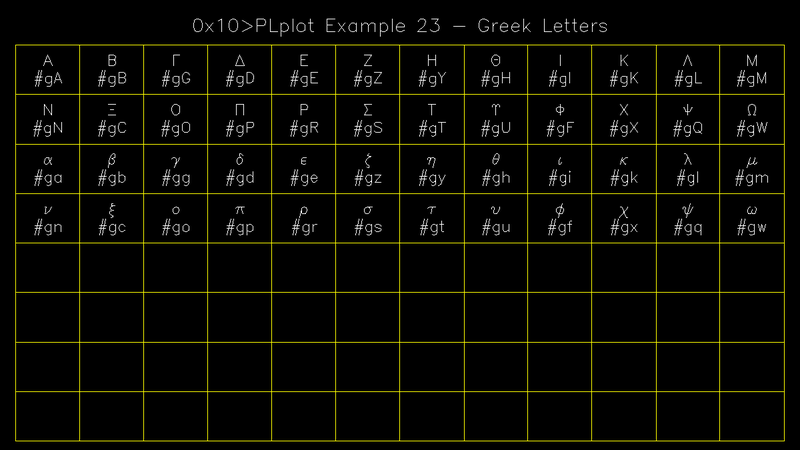 0x10>PLplot Example 23 - Greek Letters
Α Β Γ Δ Ε Ζ Η Θ Ι Κ Λ Μ
#gA #gB #gG #gD #gE #gZ #gY #gH #gI #gK #gL #gM
Ν Ξ Ο Π Ρ Σ Τ ϒ Φ Χ Ψ Ω
#gN #gC #gO #gP #gR #gS #gT #gU #gF #gX #gQ #gW
α β γ δ ϵ ζ η θ ι κ λ μ
#ga #gb #gg #gd #ge #gz #gy #gh #gi #gk #gl #gm
ν ξ ο π ρ σ τ υ ϕ χ ψ ω
#gn #gc #go #gp #gr #gs #gt #gu #gf #gx #gq #gw